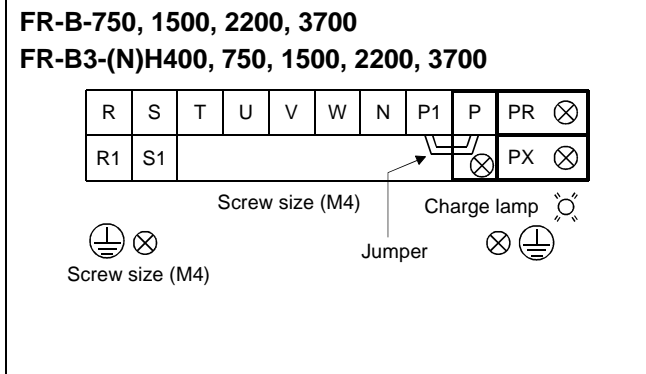 FR-B-750, 1500, 2200, 3700
FR-B3-(N)H400, 750, 1500, 2200, 3700
R S T U V W N P1 P PR
R1 S1 PX
Screw size (M4) Charge lamp
Jumper
Screw size (M4)